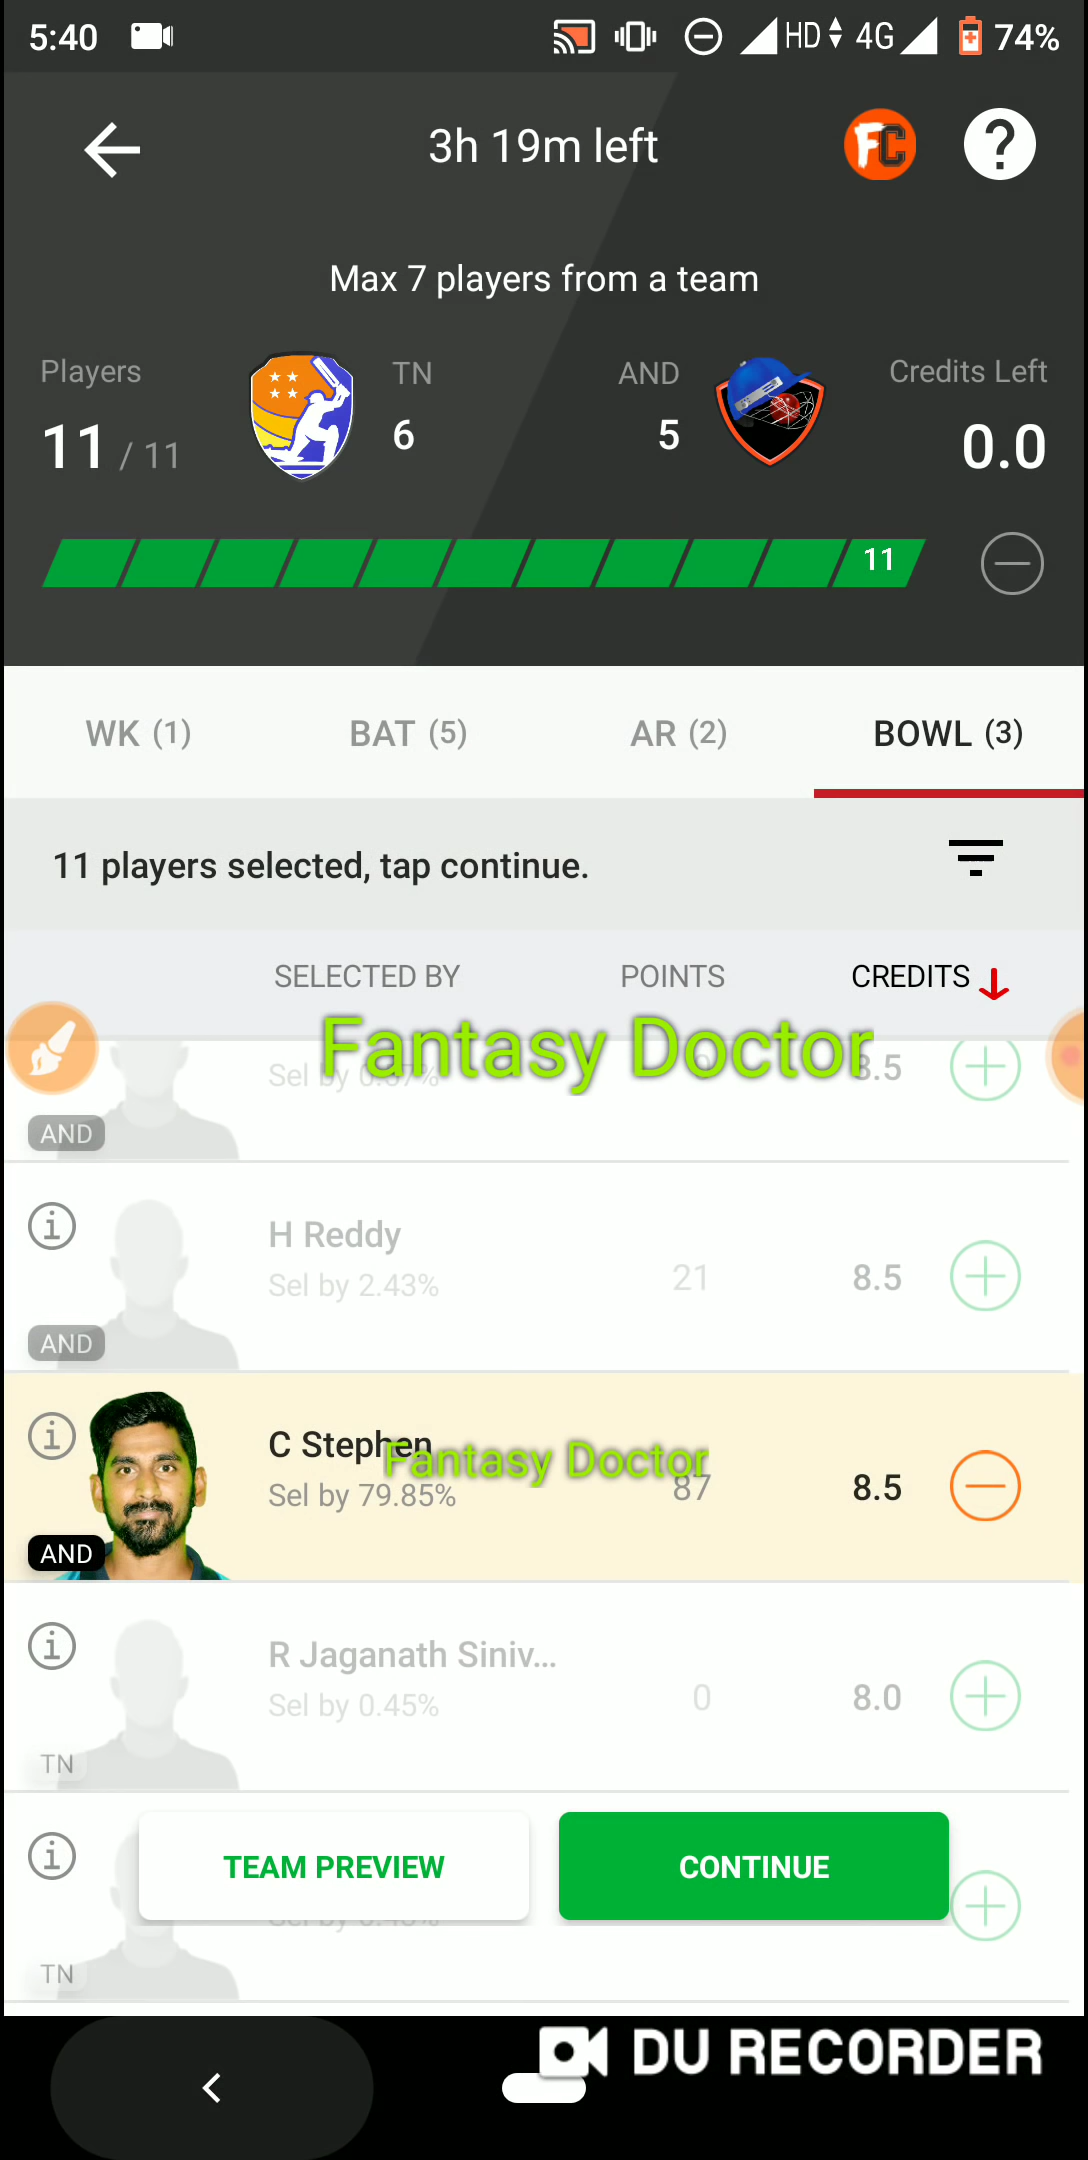 5:40
HD 4G 74%
3h 19m left
FC
?
Max 7 players from a team
Players
TN
AND
Credits Left
11 / 11
6
5
0.0
11
WK (1)
BAT (5)
AR (2)
BOWL (3)
11 players selected, tap continue.
SELECTED BY
POINTS
CREDITS
Fantasy Doctor
AND
H Reddy
Sel by 2.43%
21
8.5
AND
C Stephen
Fantasy Doctor
Sel by 79.85%
87
8.5
AND
R Jaganath Siniv...
Sel by 0.45%
0
8.0
TN
TEAM PREVIEW
CONTINUE
TN
DU RECORDER